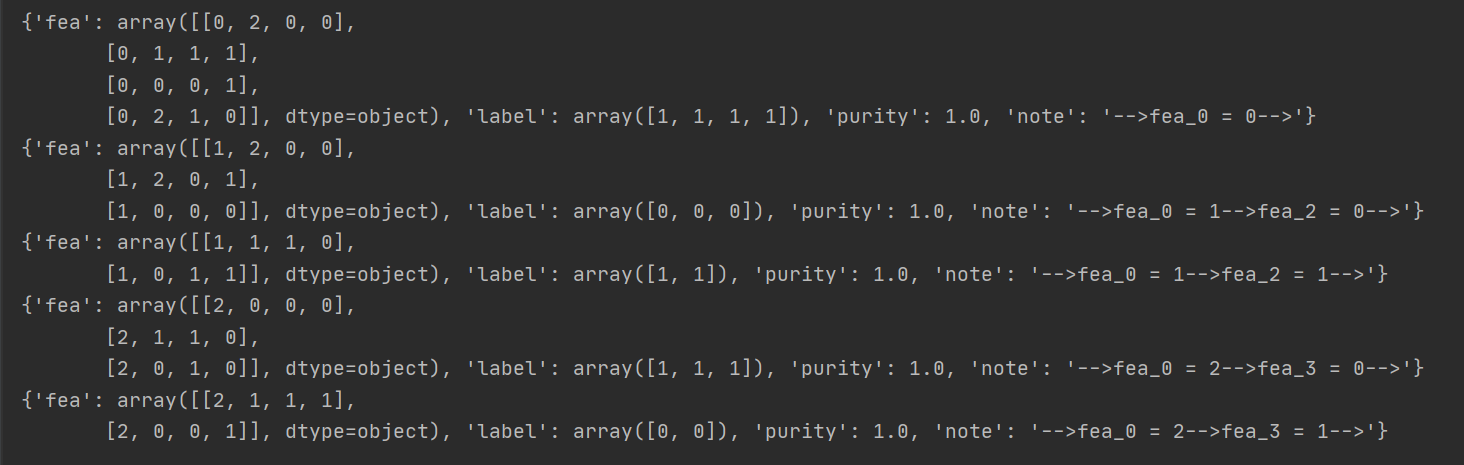 {'fea': array([[0, 2, 0, 0],
       [0, 1, 1, 1],
       [0, 0, 0, 1],
       [0, 2, 1, 0]], dtype=object), 'label': array([1, 1, 1, 1]), 'purity': 1.0, 'note': '-->fea_0 = 0-->'}
{'fea': array([[1, 2, 0, 0],
       [1, 2, 0, 1],
       [1, 0, 0, 0]], dtype=object), 'label': array([0, 0, 0]), 'purity': 1.0, 'note': '-->fea_0 = 1-->fea_2 = 0-->'}
{'fea': array([[1, 1, 1, 0],
       [1, 0, 1, 1]], dtype=object), 'label': array([1, 1]), 'purity': 1.0, 'note': '-->fea_0 = 1-->fea_2 = 1-->'}
{'fea': array([[2, 0, 0, 0],
       [2, 1, 1, 0],
       [2, 0, 1, 0]], dtype=object), 'label': array([1, 1, 1]), 'purity': 1.0, 'note': '-->fea_0 = 2-->fea_3 = 0-->'}
{'fea': array([[2, 1, 1, 1],
       [2, 0, 0, 1]], dtype=object), 'label': array([0, 0]), 'purity': 1.0, 'note': '-->fea_0 = 2-->fea_3 = 1-->'}